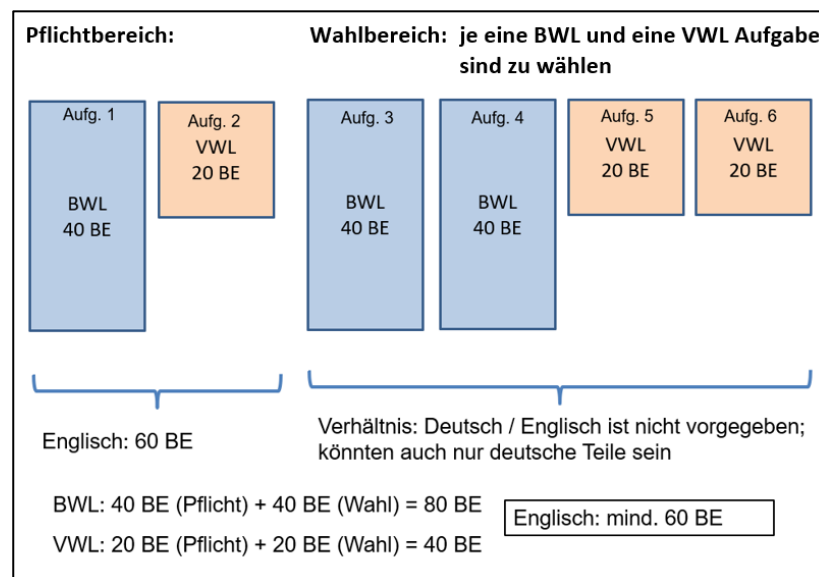 Pflichtbereich:
Wahlbereich: je eine BWL und eine VWL Aufgabe
sind zu wählen
Aufg. 1
BWL
40 BE
Aufg. 2
VWL
20 BE
Aufg. 3
BWL
40 BE
Aufg. 4
BWL
40 BE
Aufg. 5
VWL
20 BE
Aufg. 6
VWL
20 BE
Englisch: 60 BE
Verhältnis: Deutsch / Englisch ist nicht vorgegeben;
könnten auch nur deutsche Teile sein
BWL: 40 BE (Pflicht) + 40 BE (Wahl) = 80 BE
VWL: 20 BE (Pflicht) + 20 BE (Wahl) = 40 BE
Englisch: mind. 60 BE